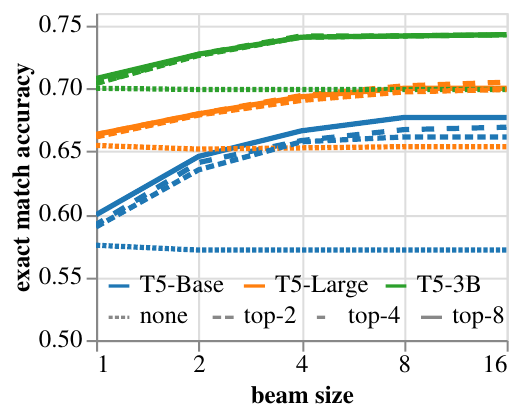 exact match accuracy
0.75
0.70
0.65
0.60
0.55
0.50
T5-Base T5-Large T5-3B
none top-2 top-4 top-8
1 2 4 8 16
beam size